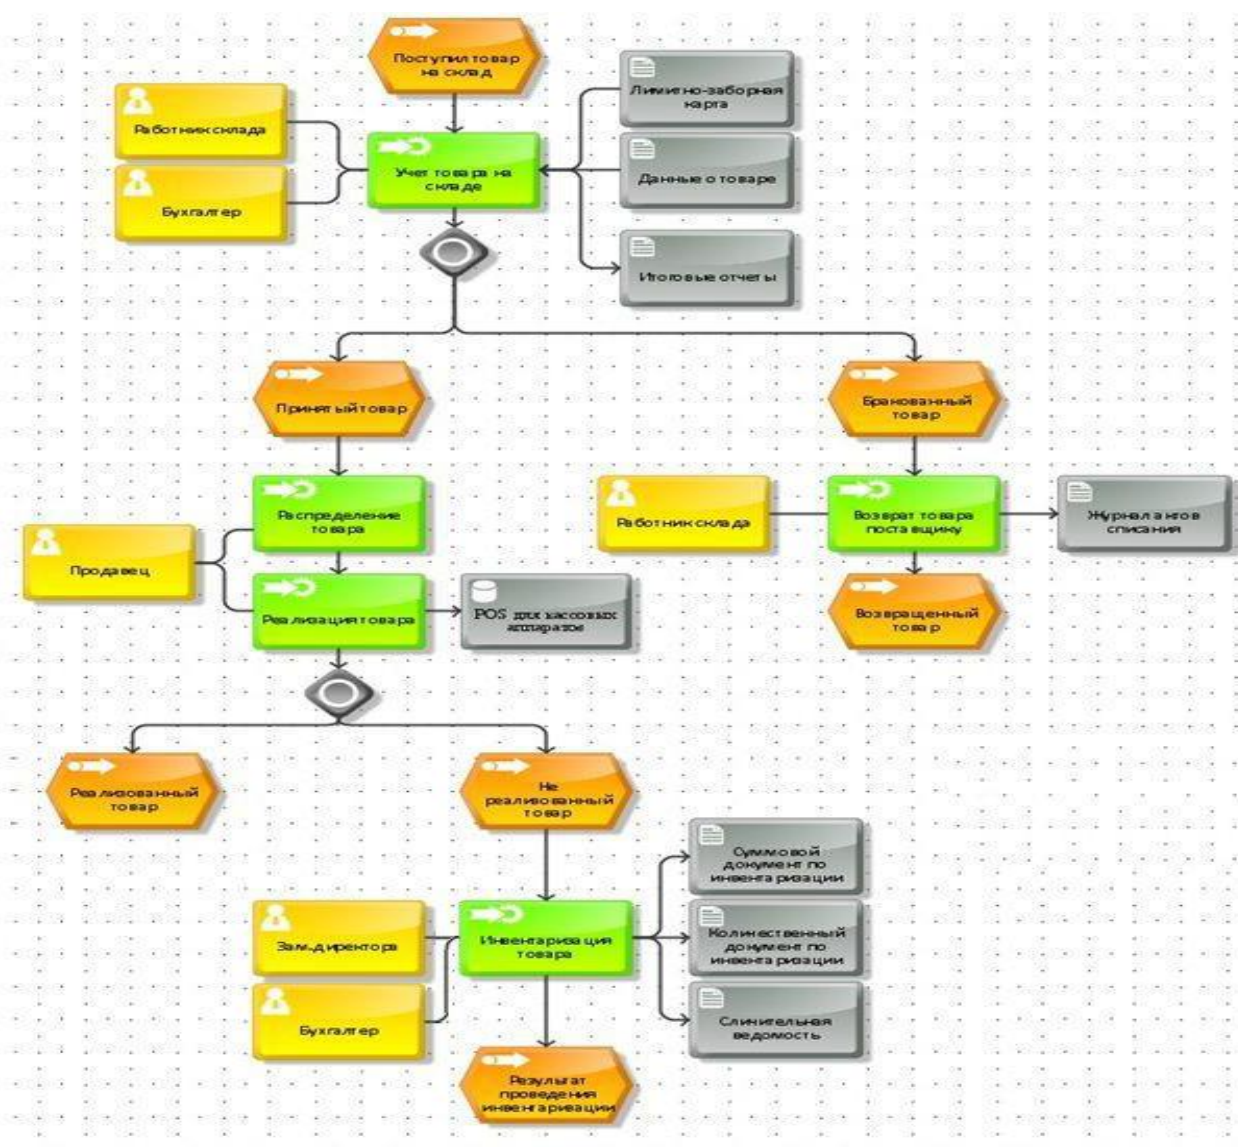 Поступил товар
на склад
Лимитно-заборная
карта
Работник склада
Учет товара на
складе
Данные о товаре
Бухгалтер
Итоговые отчеты
Принятый товар
Бракованный
товар
Распределение
товара
Работник склада
Возврат товара
поставщику
Журнал актов
списания
Продавец
Реализация товара
POS для кассовых
аппаратов
Возвращенный
товар
Реализованный
товар
Не
реализованный
товар
Суммовой
документ по
инвентаризации
Зам.директора
Инвентаризация
товара
Количественный
документ по
инвентаризации
Бухгалтер
Сличительная
ведомость
Результат
проведения
инвентаризации